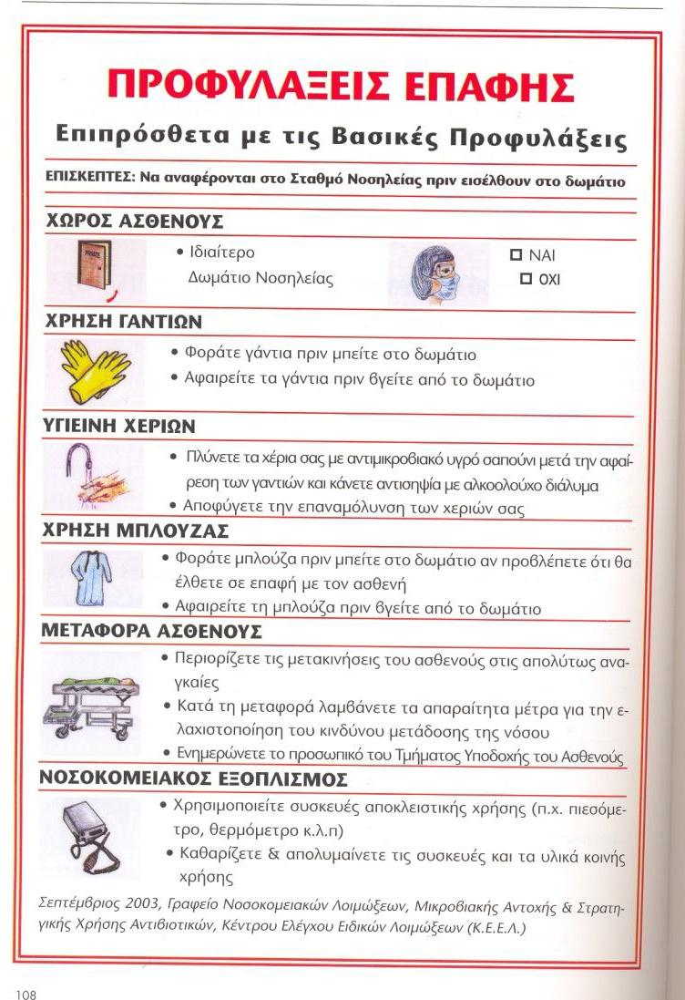 ΠΡΟΦΥΛΑΞΕΙΣ ΕΠΑΦΗΣ
Επιπρόσθετα με τις Βασικές Προφυλάξεις
ΕΠΙΣΚΕΠΤΕΣ: Να αναφέρονται στο Σταθμό Νοσηλείας πριν εισέλθουν στο δωμάτιο
ΧΩΡΟΣ ΑΣΘΕΝΟΥΣ
PRIVATE
• Ιδιαίτερο
Δωμάτιο Νοσηλείας
☐ ΝΑΙ
☐ ΟΧΙ
ΧΡΗΣΗ ΓΑΝΤΙΩΝ
• Φοράτε γάντια πριν μπείτε στο δωμάτιο
• Αφαιρείτε τα γάντια πριν βγείτε από το δωμάτιο
ΥΓΙΕΙΝΗ ΧΕΡΙΩΝ
• Πλύνετε τα χέρια σας με αντιμικροβιακό υγρό σαπούνι μετά την αφαί-
ρεση των γαντιών και κάνετε αντισηψία με αλκοολούχο διάλυμα
• Αποφύγετε την επαναμόλυνση των χεριών σας
ΧΡΗΣΗ ΜΠΛΟΥΖΑΣ
• Φοράτε μπλούζα πριν μπείτε στο δωμάτιο αν προβλέπετε ότι θα
έλθετε σε επαφή με τον ασθενή
• Αφαιρείτε τη μπλούζα πριν βγείτε από το δωμάτιο
ΜΕΤΑΦΟΡΑ ΑΣΘΕΝΟΥΣ
• Περιορίζετε τις μετακινήσεις του ασθενούς στις απολύτως ανα-
γκαίες
• Κατά τη μεταφορά λαμβάνετε τα απαραίτητα μέτρα για την ε-
λαχιστοποίηση του κινδύνου μετάδοσης της νόσου
• Ενημερώνετε το προσωπικό του Τμήματος Υποδοχής του Ασθενούς
ΝΟΣΟΚΟΜΕΙΑΚΟΣ ΕΞΟΠΛΙΣΜΟΣ
• Χρησιμοποιείτε συσκευές αποκλειστικής χρήσης (π.χ. πιεσόμε-
τρο, θερμόμετρο κ.λ.π)
• Καθαρίζετε & απολυμαίνετε τις συσκευές και τα υλικά κοινής
χρήσης
Σεπτέμβριος 2003, Γραφείο Νοσοκομειακών Λοιμώξεων, Μικροβιακής Αντοχής & Στρατη-
γικής Χρήσης Αντιβιοτικών, Κέντρου Ελέγχου Ειδικών Λοιμώξεων (Κ.Ε.Ε.Λ.)
108